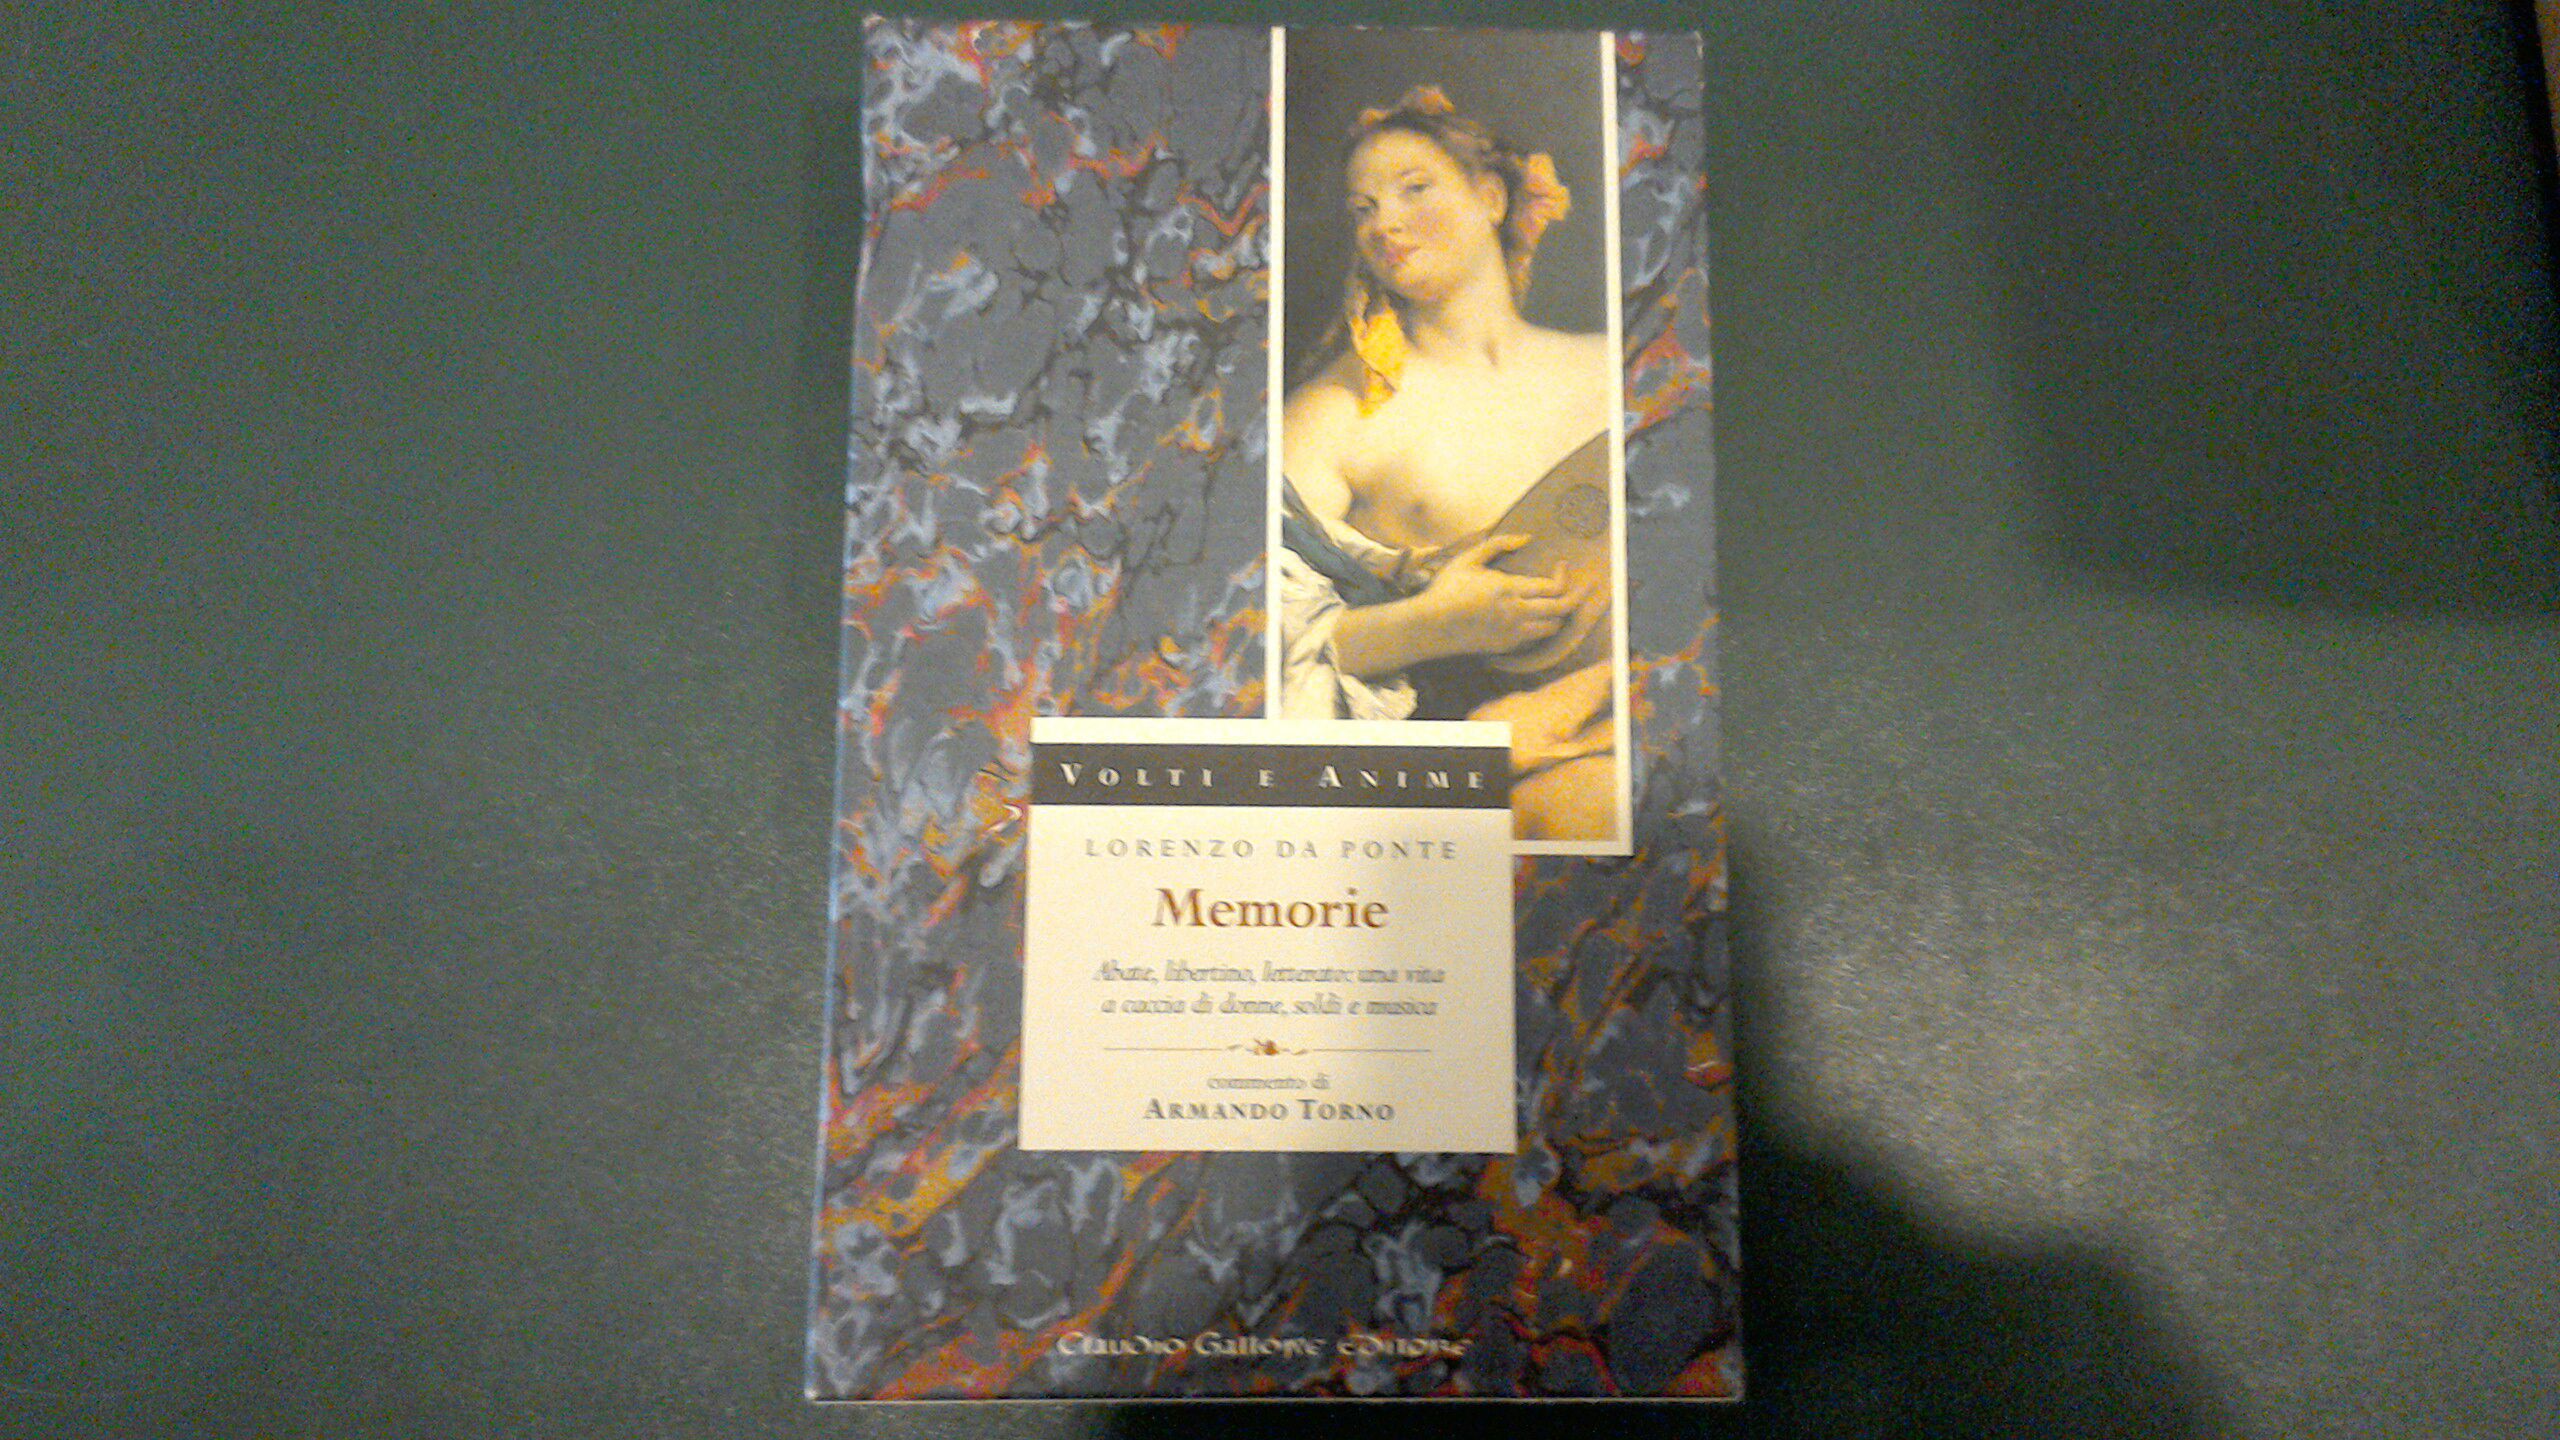 VOLTI E ANIME
LORENZO DA PONTE
Memorie
Abate, libertino, letterato: una vita
a caccia di donne, soldi e musica
commento di
ARMANDO TORNO
CLAUDIO GALLONE EDITORE